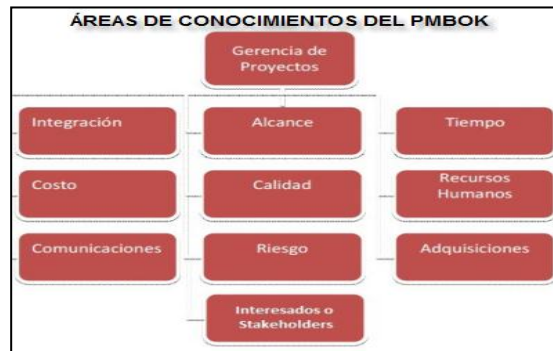 ÁREAS DE CONOCIMIENTOS DEL PMBOK
Gerencia de
Proyectos
Integración
Alcance
Tiempo
Costo
Calidad
Recursos
Humanos
Comunicaciones
Riesgo
Adquisiciones
Interesados o
Stakeholders